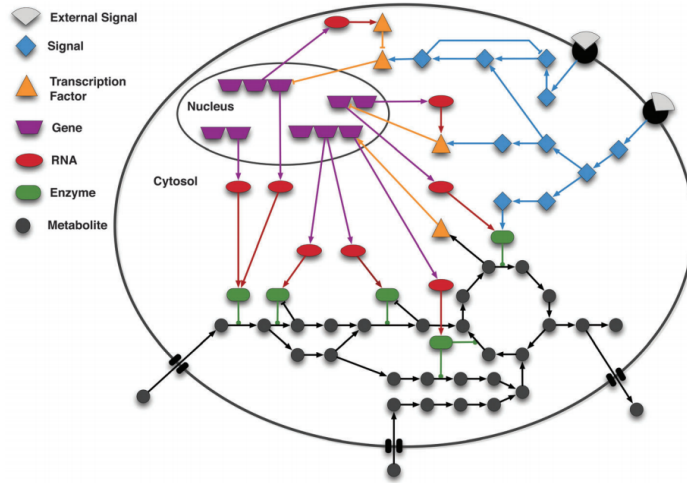 External Signal
Signal
Transcription
Factor
Gene
RNA
Enzyme
Metabolite
Nucleus
Cytosol